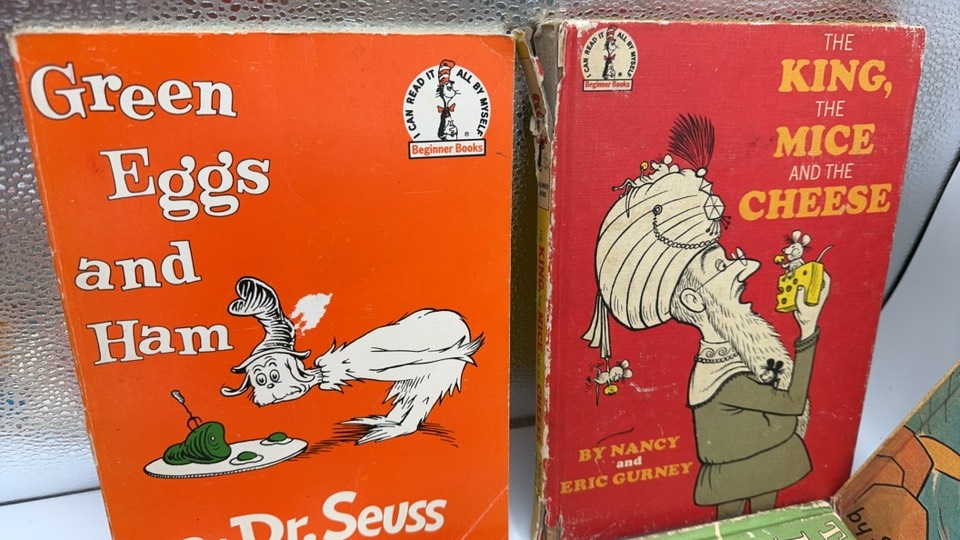 Green
Eggs
and
Ham
I CAN READ IT ALL BY MYSELF
Beginner Books
Dr. Seuss
I CAN READ IT ALL BY MYSELF
Beginner Books
THE
KING,
THE
MICE
AND THE
CHEESE
BY NANCY
and
ERIC GURNEY
by